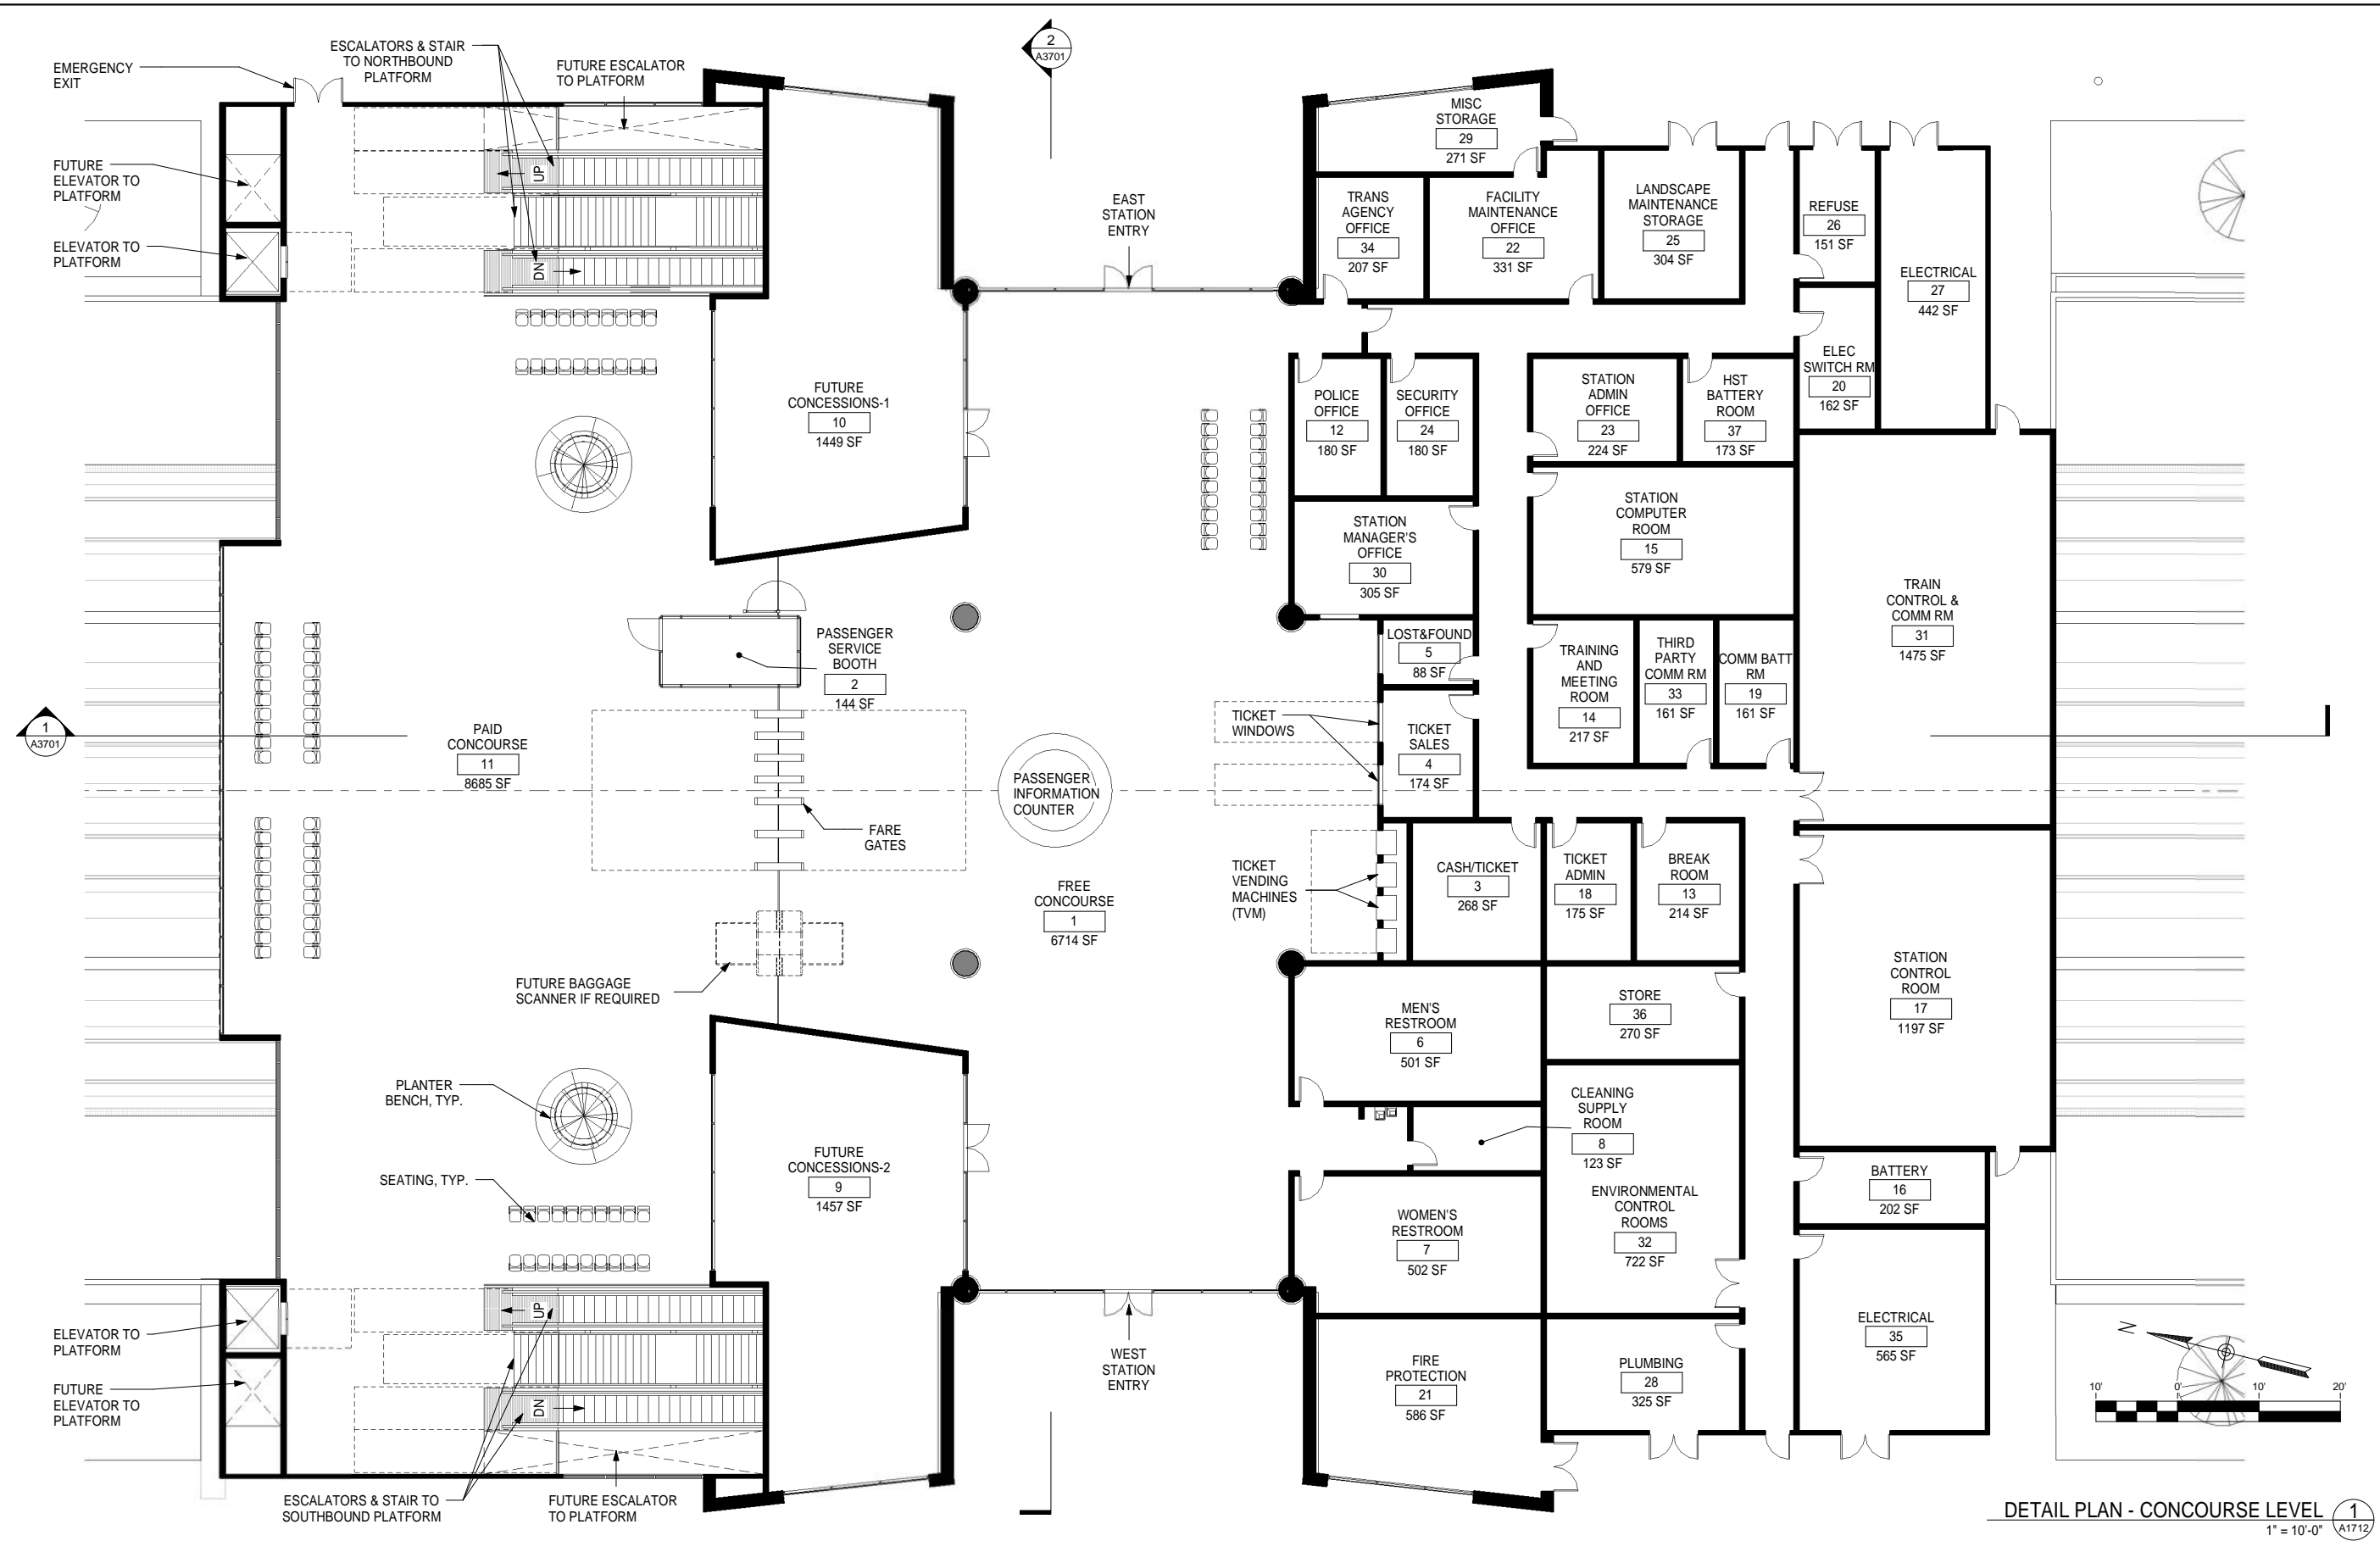 2
A3701
EMERGENCY
EXIT
ESCALATORS & STAIR
TO NORTHBOUND
PLATFORM
FUTURE ESCALATOR
TO PLATFORM
FUTURE
ELEVATOR TO
PLATFORM
ELEVATOR TO
PLATFORM
UP
DN
EAST
STATION
ENTRY
MISC
STORAGE
29
271 SF
TRANS
AGENCY
OFFICE
34
207 SF
FACILITY
MAINTENANCE
OFFICE
22
331 SF
LANDSCAPE
MAINTENANCE
STORAGE
25
304 SF
REFUSE
26
151 SF
ELECTRICAL
27
442 SF
ELEC
SWITCH RM
20
162 SF
FUTURE
CONCESSIONS-1
10
1449 SF
POLICE
OFFICE
12
180 SF
SECURITY
OFFICE
24
180 SF
STATION
ADMIN
OFFICE
23
224 SF
HST
BATTERY
ROOM
37
173 SF
STATION
MANAGER'S
OFFICE
30
305 SF
STATION
COMPUTER
ROOM
15
579 SF
TRAIN
CONTROL &
COMM RM
31
1475 SF
PASSENGER
SERVICE
BOOTH
2
144 SF
LOST&FOUND
5
88 SF
TRAINING
AND
MEETING
ROOM
14
217 SF
THIRD
PARTY
COMM RM
33
161 SF
COMM BATT
RM
19
161 SF
1
A3701
PAID
CONCOURSE
11
8685 SF
TICKET
WINDOWS
TICKET
SALES
4
174 SF
PASSENGER
INFORMATION
COUNTER
FARE
GATES
FREE
CONCOURSE
1
6714 SF
TICKET
VENDING
MACHINES
(TVM)
CASH/TICKET
3
268 SF
TICKET
ADMIN
18
175 SF
BREAK
ROOM
13
214 SF
STATION
CONTROL
ROOM
17
1197 SF
FUTURE BAGGAGE
SCANNER IF REQUIRED
MEN'S
RESTROOM
6
501 SF
STORE
36
270 SF
PLANTER
BENCH, TYP.
CLEANING
SUPPLY
ROOM
8
123 SF
FUTURE
CONCESSIONS-2
9
1457 SF
SEATING, TYP.
BATTERY
16
202 SF
ENVIRONMENTAL
CONTROL
ROOMS
32
722 SF
WOMEN'S
RESTROOM
7
502 SF
UP
DN
ELEVATOR TO
PLATFORM
FUTURE
ELEVATOR TO
PLATFORM
WEST
STATION
ENTRY
FIRE
PROTECTION
21
586 SF
PLUMBING
28
325 SF
ELECTRICAL
35
565 SF
N
10' 0' 10' 20'
ESCALATORS & STAIR TO
SOUTHBOUND PLATFORM
FUTURE ESCALATOR
TO PLATFORM
DETAIL PLAN - CONCOURSE LEVEL
1" = 10'-0"
1
A1712